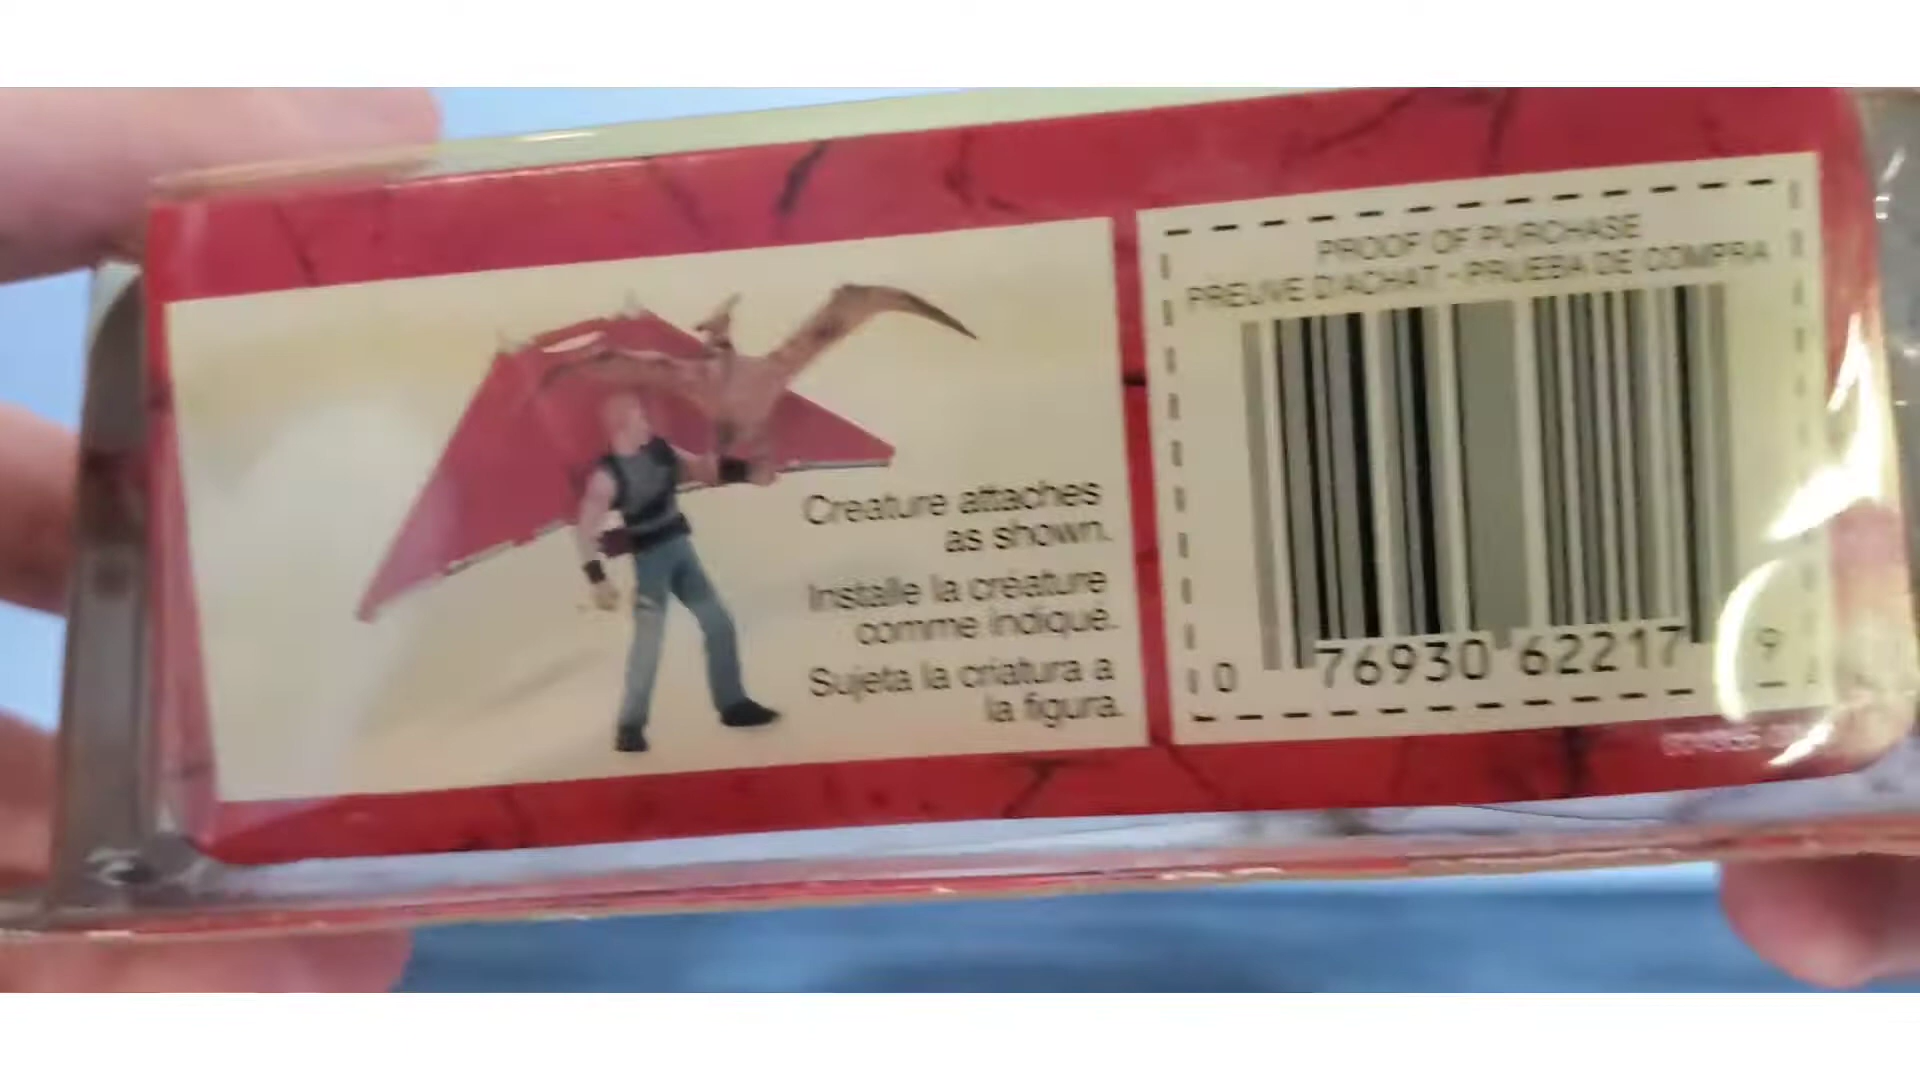 Creature attaches
as shown.
Installe la créature
comme indiqué.
Sujeta la criatura a
la figura.
PROOF OF PURCHASE
PREUVE D'ACHAT - PRUEBA DE COMPRA
0 76930 62217 9